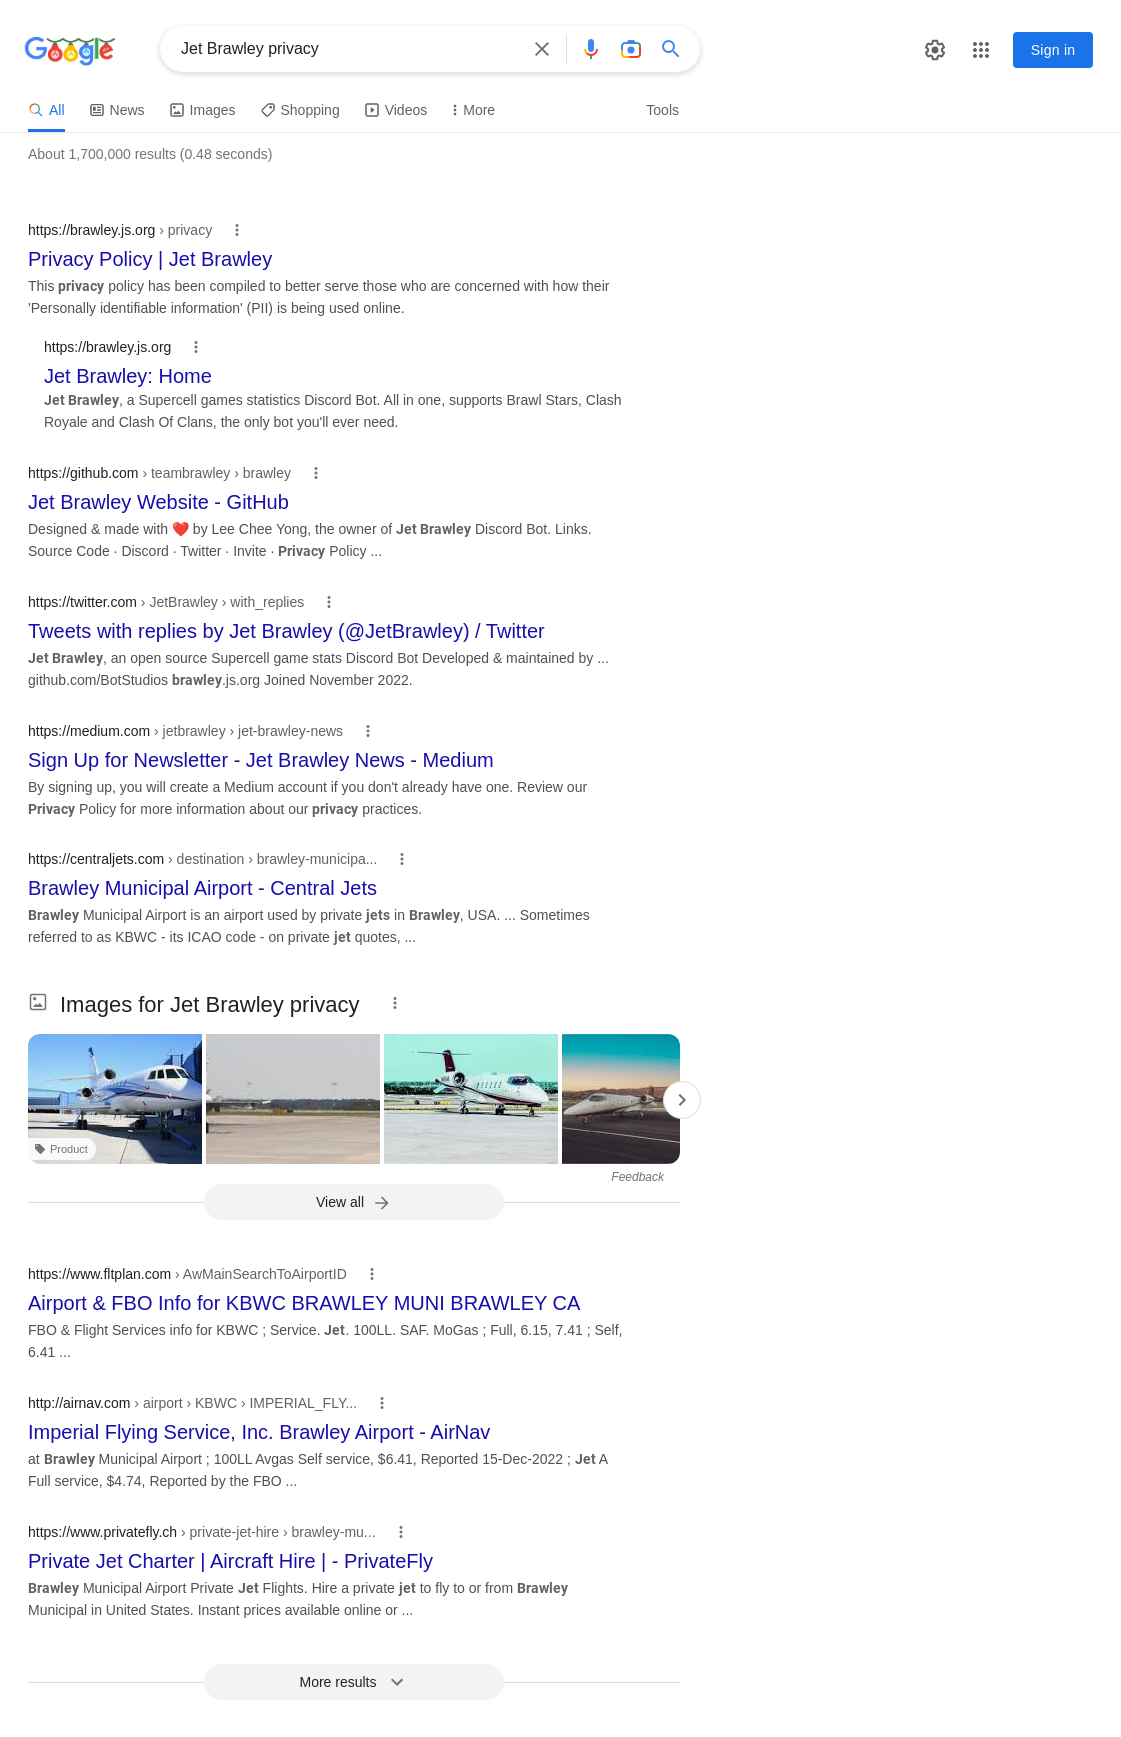 Google
Jet Brawley privacy
Sign in
All
News
Images
Shopping
Videos
More
Tools
About 1,700,000 results (0.48 seconds)
https://brawley.js.org › privacy
Privacy Policy | Jet Brawley
This privacy policy has been compiled to better serve those who are concerned with how their
'Personally identifiable information' (PII) is being used online.
https://brawley.js.org
Jet Brawley: Home
Jet Brawley, a Supercell games statistics Discord Bot. All in one, supports Brawl Stars, Clash
Royale and Clash Of Clans, the only bot you'll ever need.
https://github.com › teambrawley › brawley
Jet Brawley Website - GitHub
Designed & made with ❤️ by Lee Chee Yong, the owner of Jet Brawley Discord Bot. Links.
Source Code · Discord · Twitter · Invite · Privacy Policy ...
https://twitter.com › JetBrawley › with_replies
Tweets with replies by Jet Brawley (@JetBrawley) / Twitter
Jet Brawley, an open source Supercell game stats Discord Bot Developed & maintained by ...
github.com/BotStudios brawley.js.org Joined November 2022.
https://medium.com › jetbrawley › jet-brawley-news
Sign Up for Newsletter - Jet Brawley News - Medium
By signing up, you will create a Medium account if you don't already have one. Review our
Privacy Policy for more information about our privacy practices.
https://centraljets.com › destination › brawley-municipa...
Brawley Municipal Airport - Central Jets
Brawley Municipal Airport is an airport used by private jets in Brawley, USA. ... Sometimes
referred to as KBWC - its ICAO code - on private jet quotes, ...
Images for Jet Brawley privacy
Product
Feedback
View all
https://www.fltplan.com › AwMainSearchToAirportID
Airport & FBO Info for KBWC BRAWLEY MUNI BRAWLEY CA
FBO & Flight Services info for KBWC ; Service. Jet. 100LL. SAF. MoGas ; Full, 6.15, 7.41 ; Self,
6.41 ...
http://airnav.com › airport › KBWC › IMPERIAL_FLY...
Imperial Flying Service, Inc. Brawley Airport - AirNav
at Brawley Municipal Airport ; 100LL Avgas Self service, $6.41, Reported 15-Dec-2022 ; Jet A
Full service, $4.74, Reported by the FBO ...
https://www.privatefly.ch › private-jet-hire › brawley-mu...
Private Jet Charter | Aircraft Hire | - PrivateFly
Brawley Municipal Airport Private Jet Flights. Hire a private jet to fly to or from Brawley
Municipal in United States. Instant prices available online or ...
More results